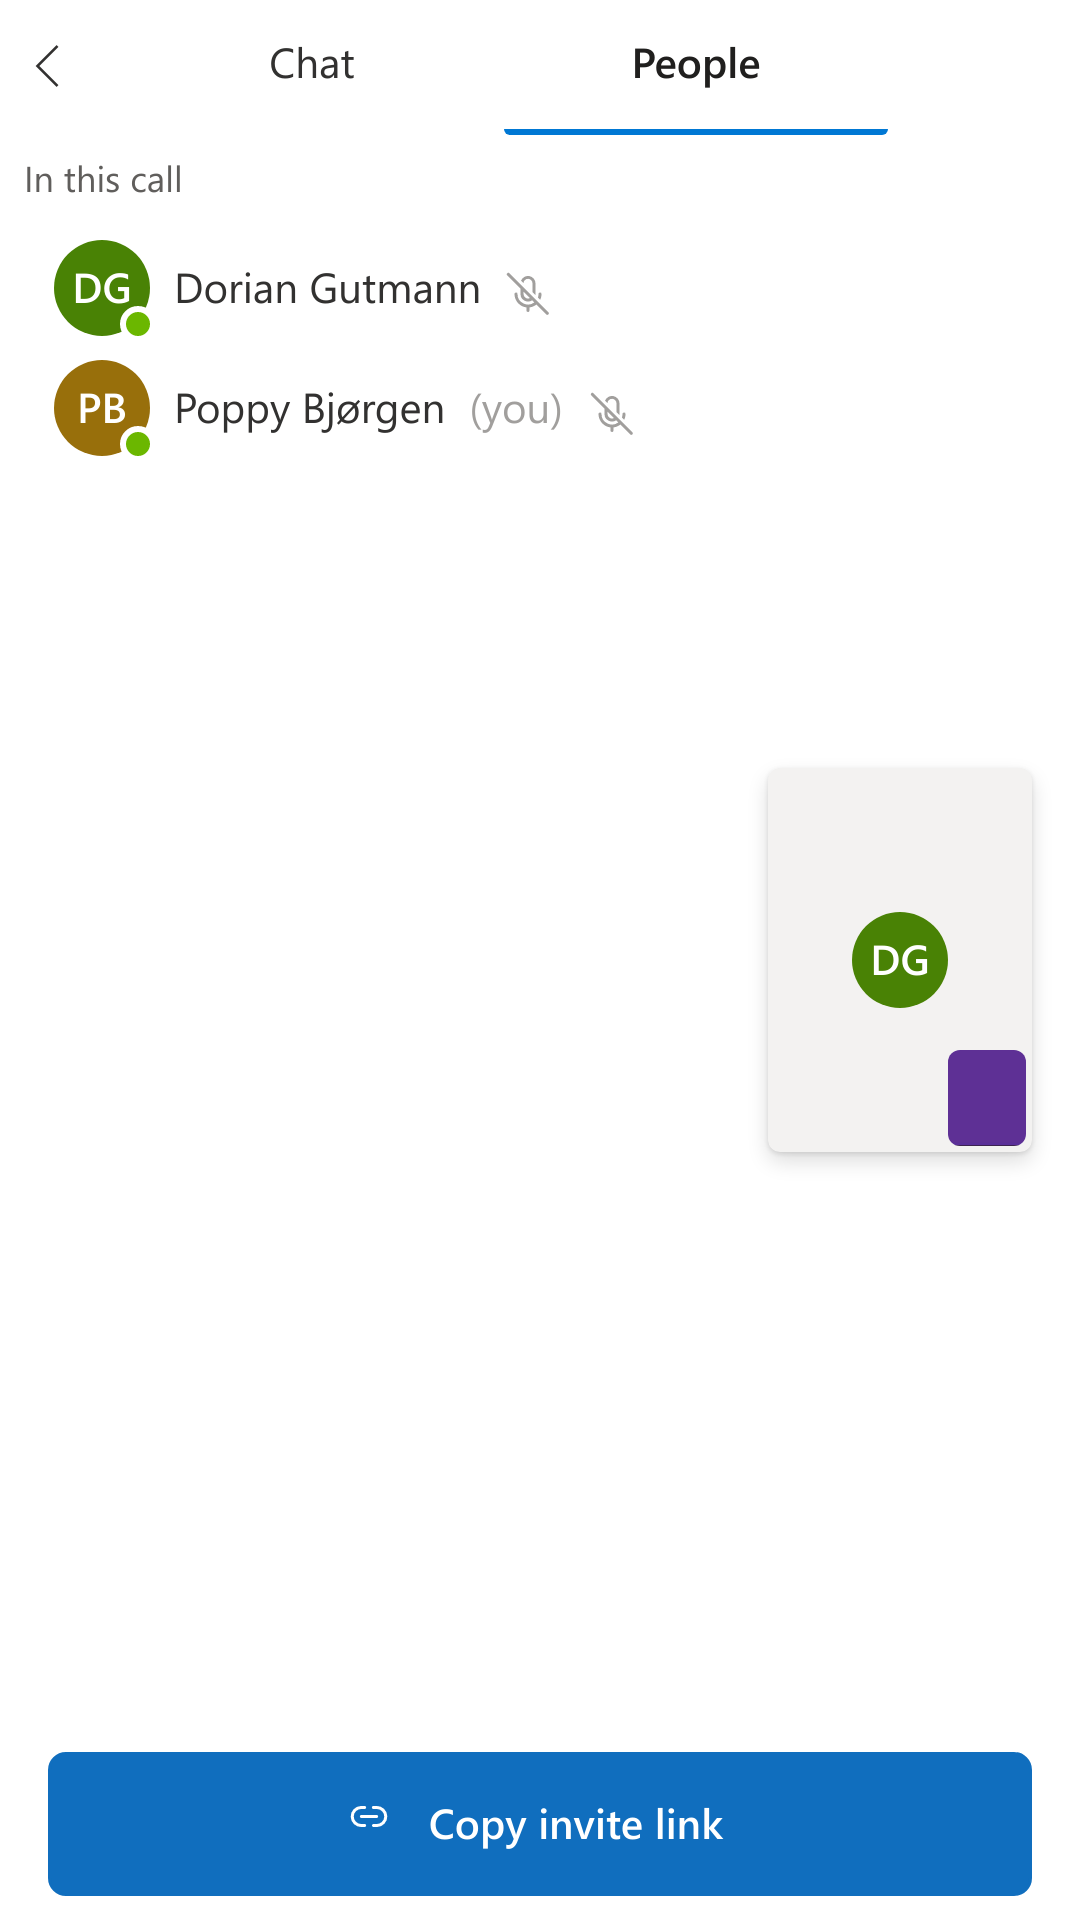 Chat People
In this call
DG Dorian Gutmann
PB Poppy Bjørgen (you)
DG
Copy invite link